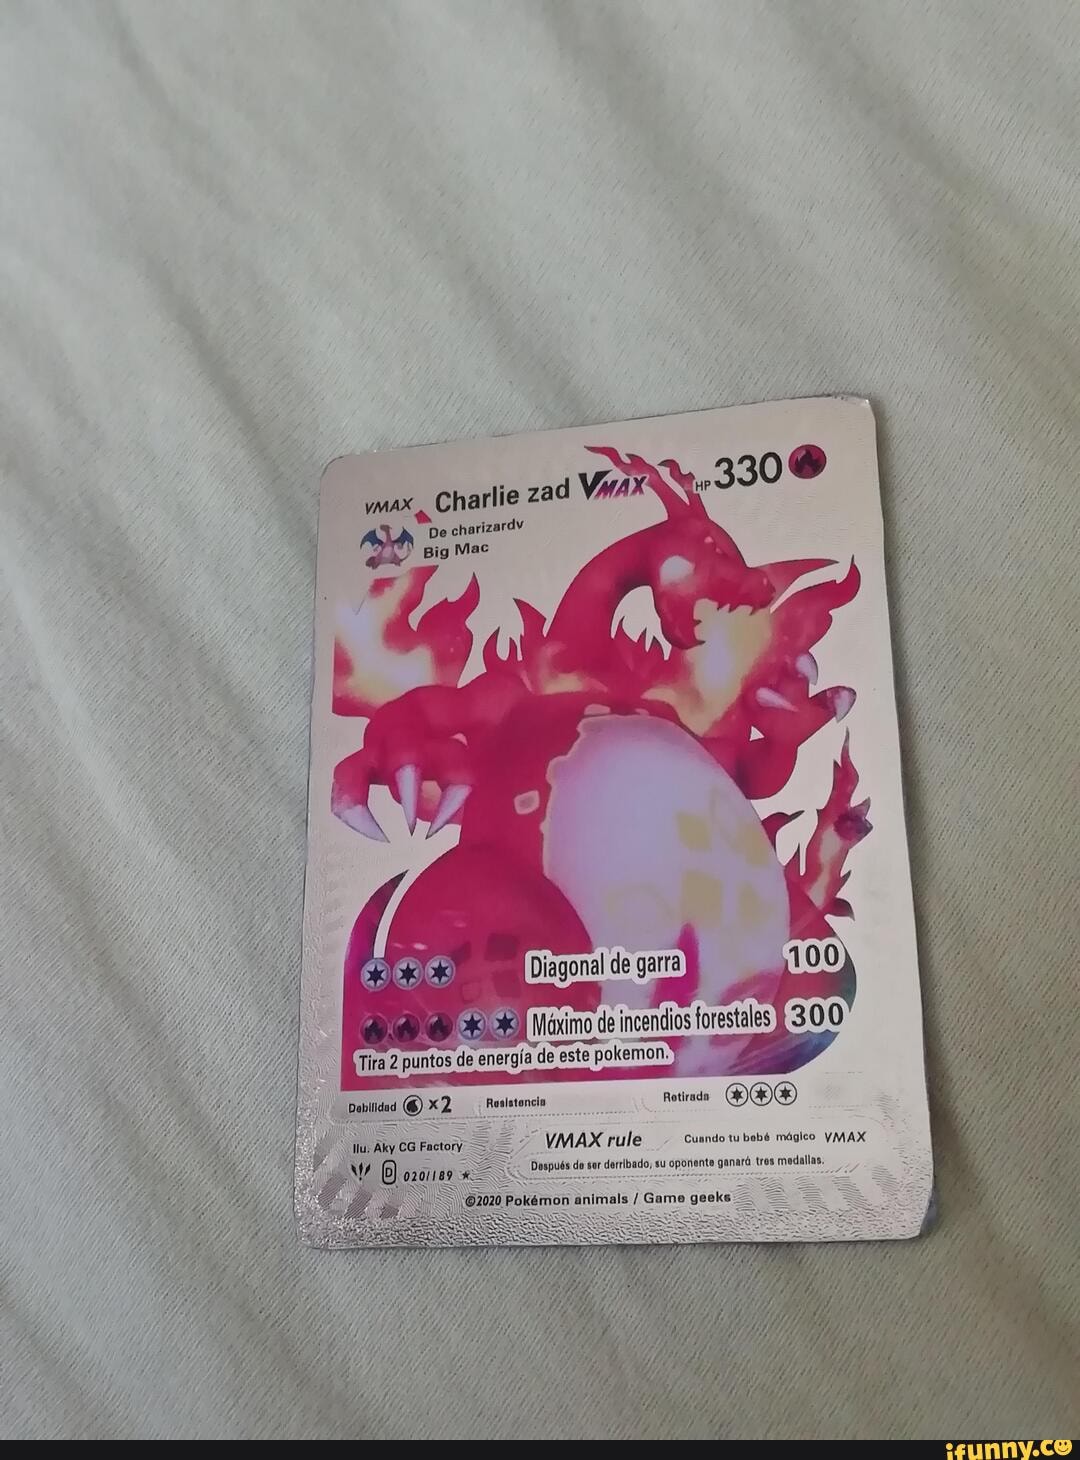 VMAX Charlie zad VMAX HP 330
De charizardv
Big Mac
Diagonal de garra 100
Máximo de incendios forestales 300
Tira 2 puntos de energía de este pokemon.
Debilidad x2 Resistencia Retirada
Ilu. Aky CG Factory VMAX rule Cuando tu bebé mágico VMAX
Después de ser derribado, su oponente ganará tres medallas.
D 020/189
©2020 Pokémon animals / Game geeks
ifunny.co